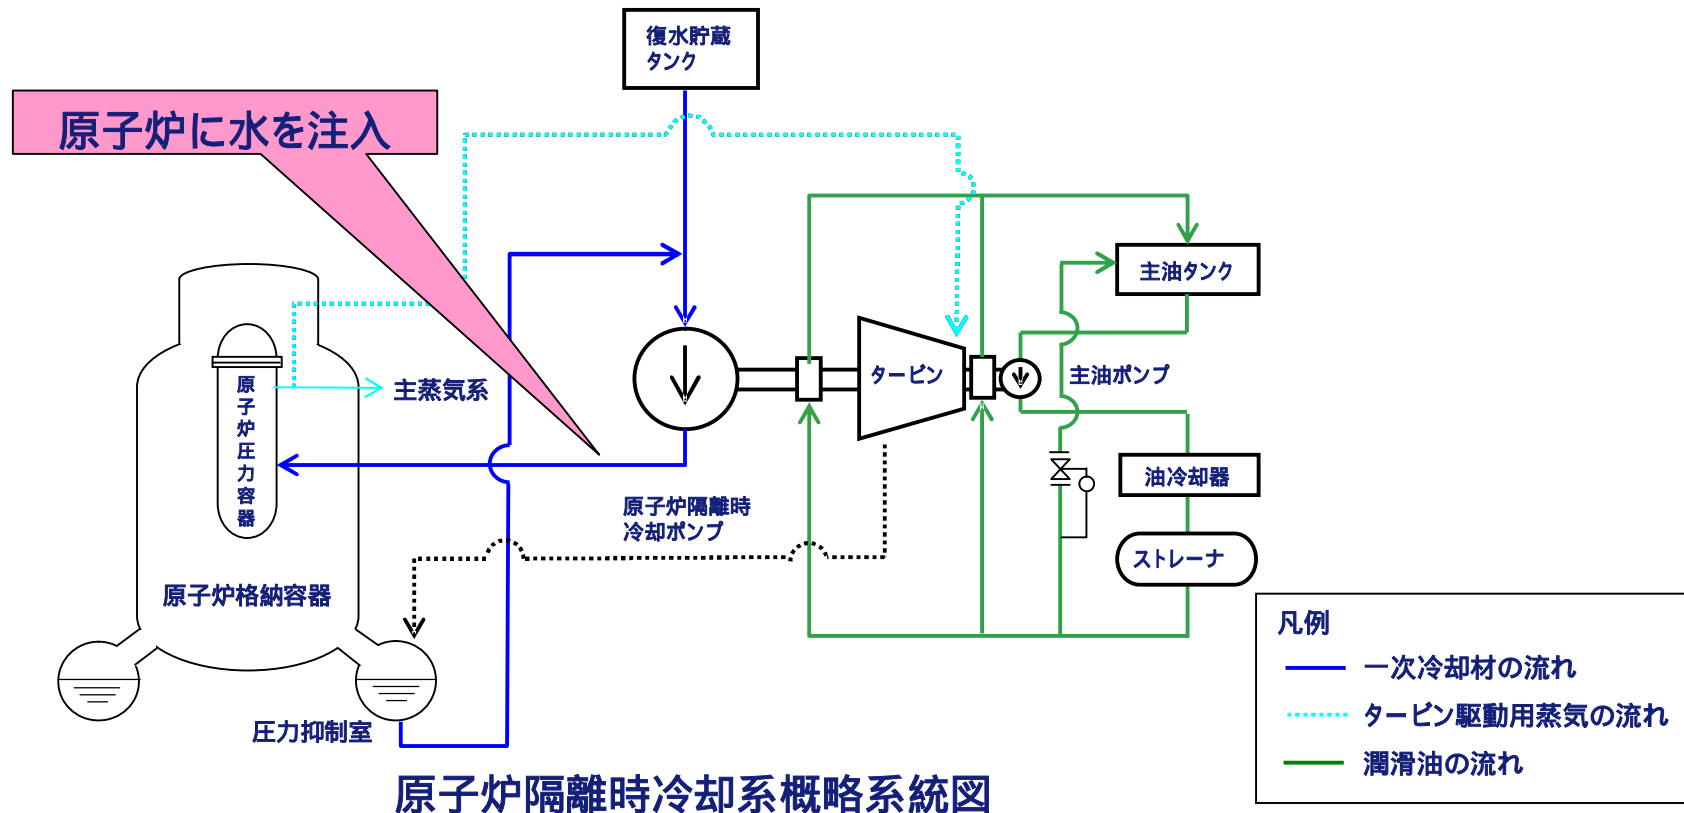 復水貯蔵
タンク
原子炉に水を注入
主油タンク
タービン
主油ポンプ
主蒸気系
原子炉圧力容器
油冷却器
原子炉隔離時
冷却ポンプ
ストレーナ
原子炉格納容器
圧力抑制室
凡例
一次冷却材の流れ
タービン駆動用蒸気の流れ
潤滑油の流れ
原子炉隔離時冷却系概略系統図